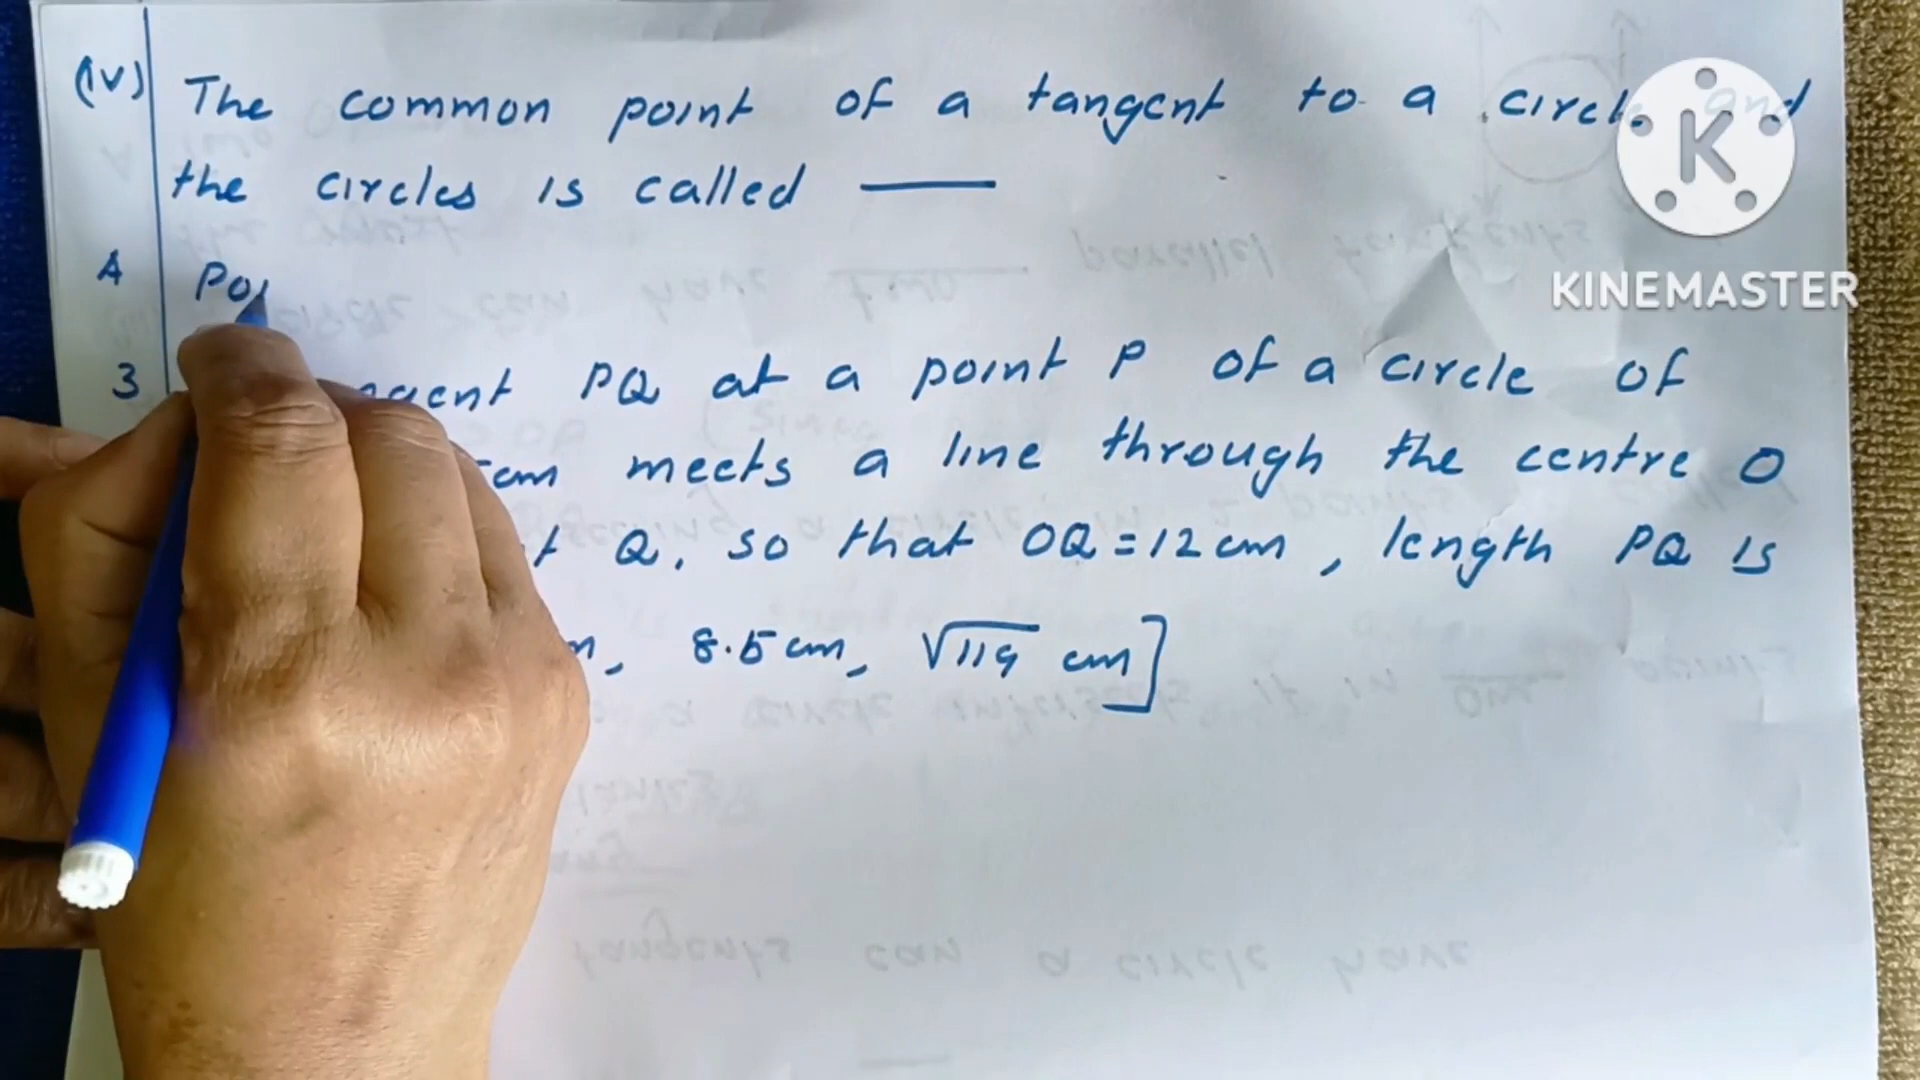 (iv) The common point of a tangent to a circle and
the circles is called ___
A Poi
3 PQ at a point P of a circle of
cm meets a line through the centre O
Q, so that OQ = 12 cm, length PQ is
8.5 cm, √119 cm]
KINEMASTER